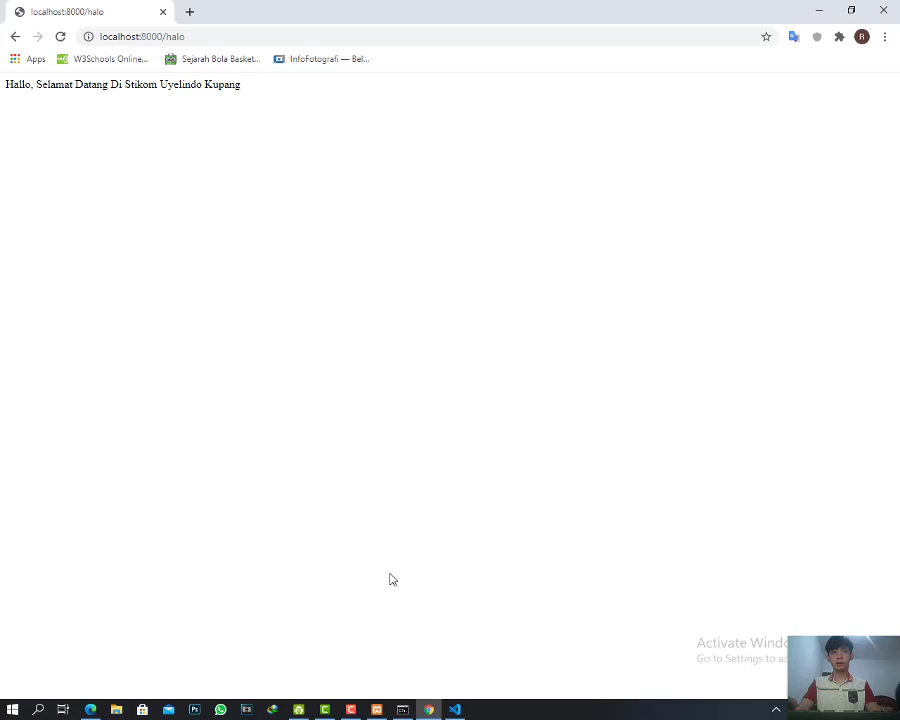 localhost:8000/halo
localhost:8000/halo
R
Apps
W3Schools Online...
Sejarah Bola Basket...
InfoFotografi — Bel...
Hallo, Selamat Datang Di Stikom Uyelindo Kupang
Activate Windo
Go to Settings to a
Ps